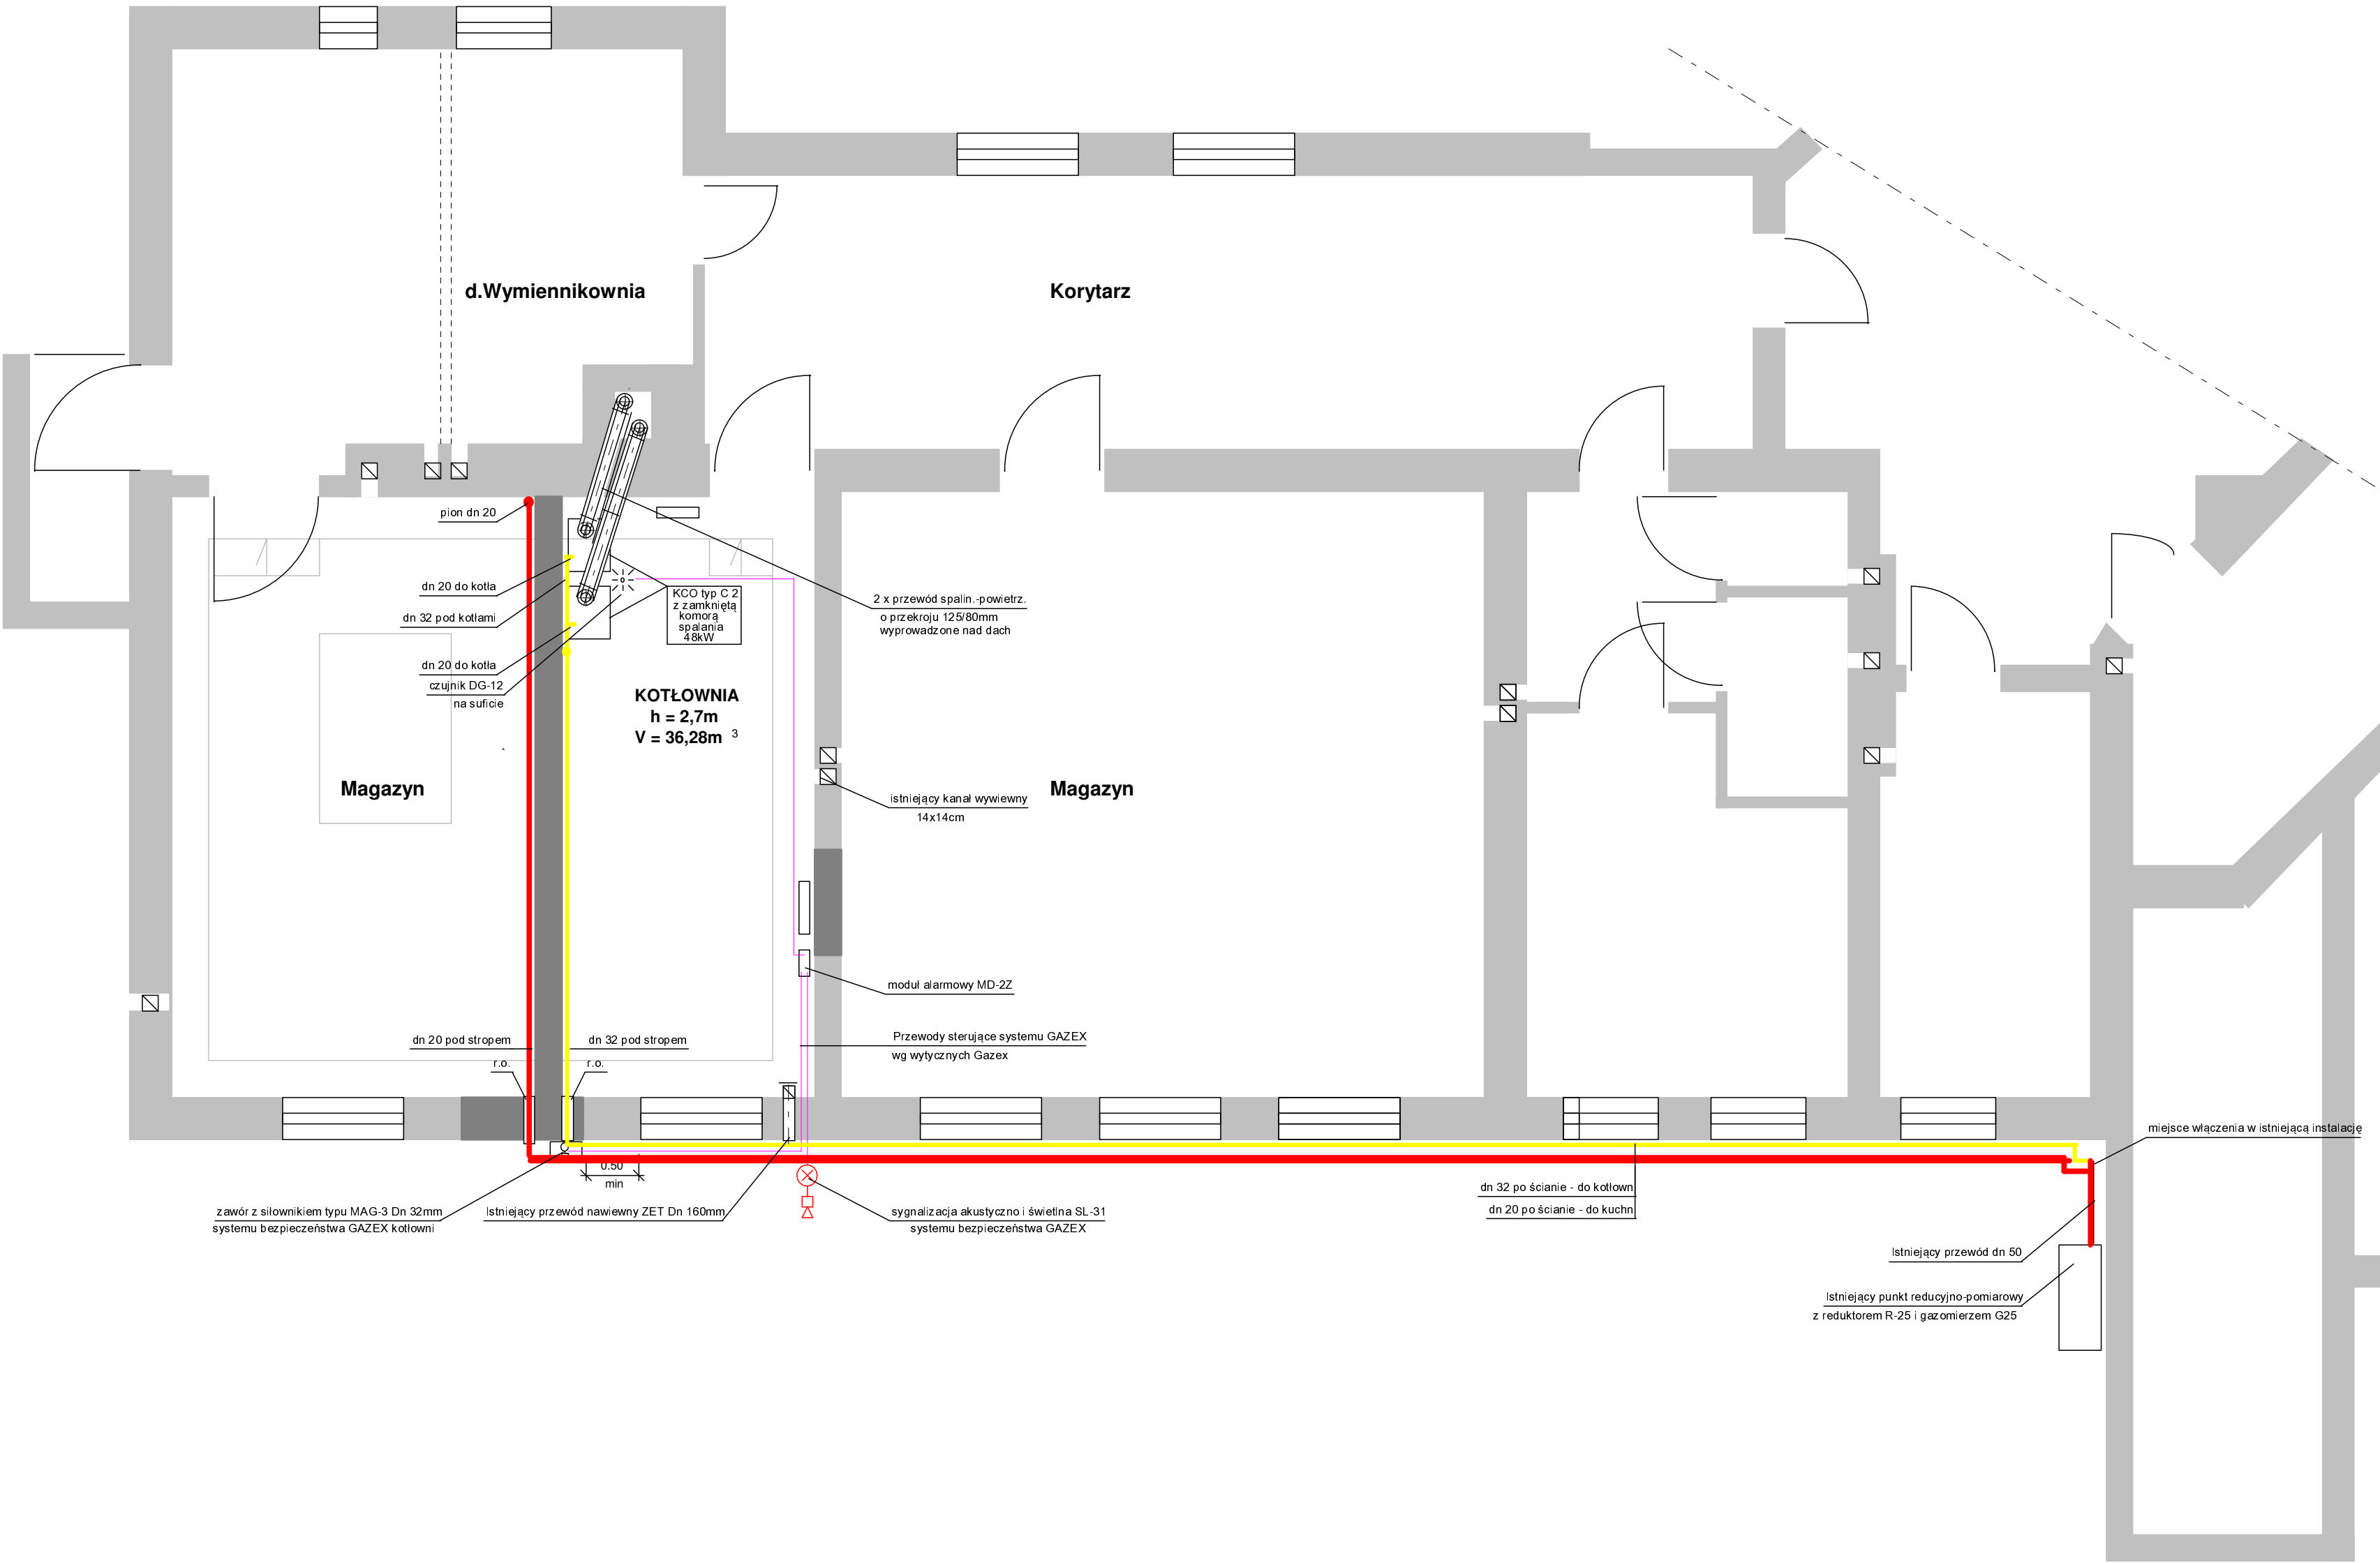 d.Wymiennikownia
Korytarz
pion dn 20
dn 20 do kotła
dn 32 pod kotłami
dn 20 do kotła
czujnik DG-12
na suficie
KCO typ C 2
z zamkniętą
komorą
spalania
48kW
2 x przewód spalin.-powietrz.
o przekroju 125/80mm
wyprowadzone nad dach
KOTŁOWNIA
h = 2,7m
V = 36,28m 3
Magazyn
Magazyn
istniejący kanał wywiewny
14x14cm
moduł alarmowy MD-2Z
Przewody sterujące systemu GAZEX
wg wytycznych Gazex
dn 20 pod stropem
r.o.
dn 32 pod stropem
r.o.
0.50
min
zawór z siłownikiem typu MAG-3 Dn 32mm
systemu bezpieczeństwa GAZEX kotłowni
Istniejący przewód nawiewny ZET Dn 160mm
sygnalizacja akustyczno i świetlna SL-31
systemu bezpieczeństwa GAZEX
dn 32 po ścianie - do kotłown
dn 20 po ścianie - do kuchn
miejsce włączenia w istniejącą instalację
Istniejący przewód dn 50
Istniejący punkt reducyjno-pomiarowy
z reduktorem R-25 i gazomierzem G25